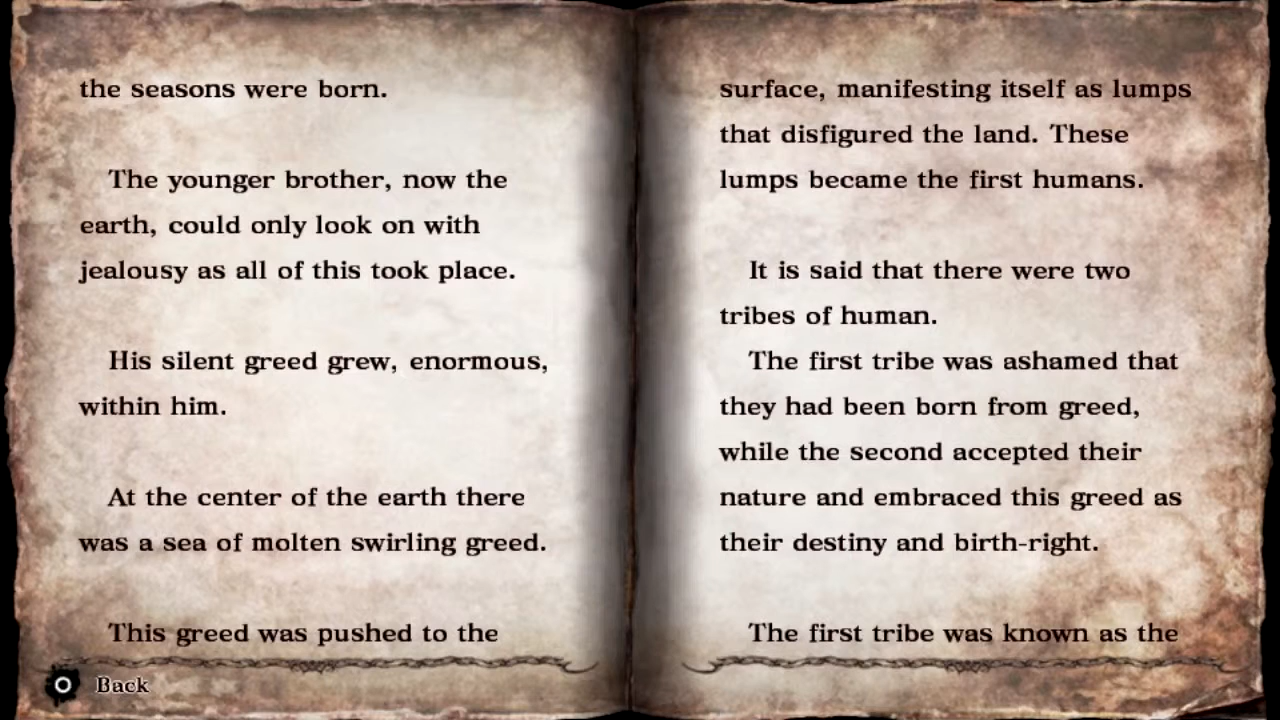 the seasons were born.
The younger brother, now the
earth, could only look on with
jealousy as all of this took place.
His silent greed grew, enormous,
within him.
At the center of the earth there
was a sea of molten swirling greed.
This greed was pushed to the
surface, manifesting itself as lumps
that disfigured the land. These
lumps became the first humans.
It is said that there were two
tribes of human.
The first tribe was ashamed that
they had been born from greed,
while the second accepted their
nature and embraced this greed as
their destiny and birth-right.
The first tribe was known as the
Back